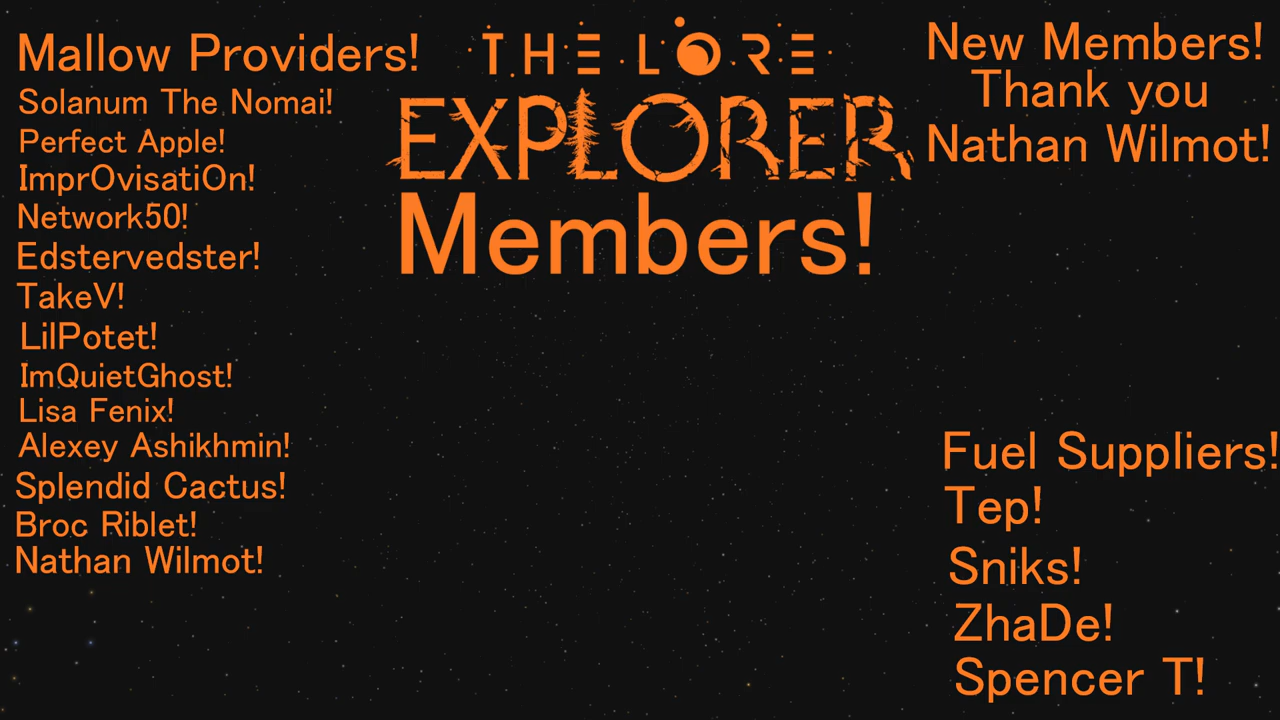 Mallow Providers!
Solanum The Nomai!
Perfect Apple!
ImprOvisatiOn!
Network50!
Edstervedster!
TakeV!
LilPotet!
ImQuietGhost!
Lisa Fenix!
Alexey Ashikhmin!
Splendid Cactus!
Broc Riblet!
Nathan Wilmot!
THE LORE
EXPLORER
Members!
New Members!
Thank you
Nathan Wilmot!
Fuel Suppliers!
Tep!
Sniks!
ZhaDe!
Spencer T!